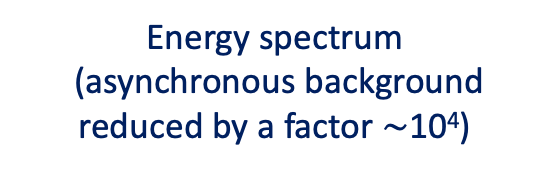 Energy spectrum
(asynchronous background
reduced by a factor ~10⁴)